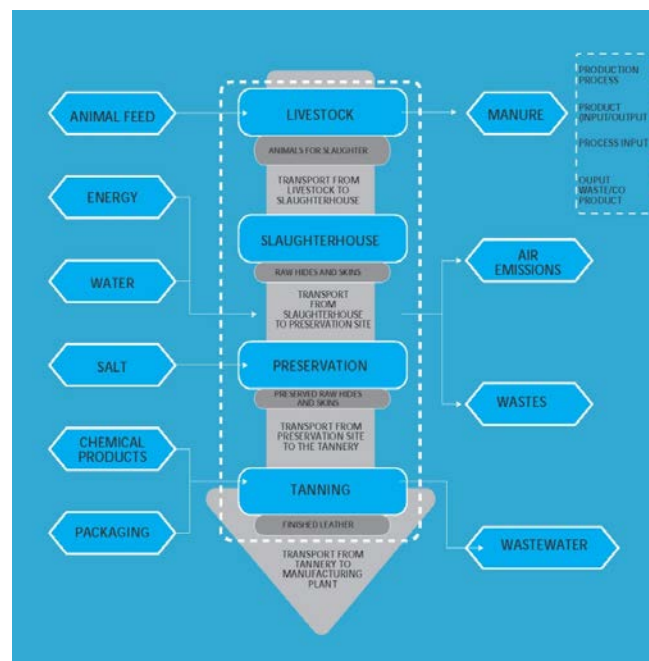 ANIMAL FEED
LIVESTOCK
MANURE
PRODUCTION
PROCESS
PRODUCT
(INPUT/OUTPUT
PROCESS INPUT
OUPUT
WASTE/CO
PRODUCT
ANIMALS FOR SLAUGHTER
TRANSPORT FROM
LIVESTOCK TO
SLAUGHTERHOUSE
ENERGY
SLAUGHTERHOUSE
RAW HIDES AND SKINS
AIR
EMISSIONS
WATER
TRANSPORT
FROM
SLAUGHTERHOUSE
TO PRESERVATION SITE
SALT
PRESERVATION
PRESERVED RAW HIDES
AND SKINS
WASTES
TRANSPORT FROM
PRESERVATION SITE
TO THE TANNERY
CHEMICAL
PRODUCTS
TANNING
FINISHED LEATHER
PACKAGING
WASTEWATER
TRANSPORT FROM
TANNERY TO
MANUFACTURING
PLANT